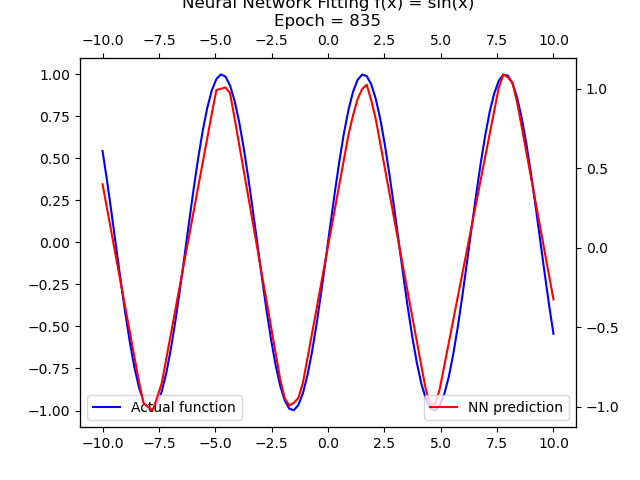 Neural Network Fitting f(x) = sin(x)
Epoch = 835
−10.0 −7.5 −5.0 −2.5 0.0 2.5 5.0 7.5 10.0
1.00
0.75
0.50
0.25
0.00
−0.25
−0.50
−0.75
−1.00
1.0
0.5
0.0
−0.5
−1.0
Actual function
NN prediction
−10.0 −7.5 −5.0 −2.5 0.0 2.5 5.0 7.5 10.0